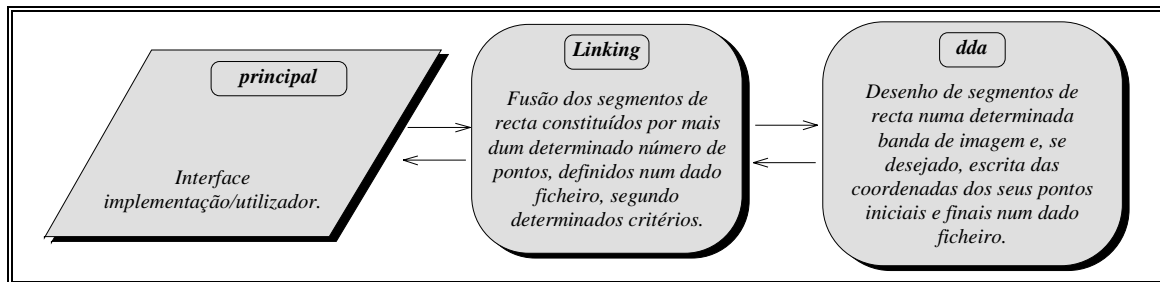 principal
Interface
implementação/utilizador.
Linking
Fusão dos segmentos de
recta constituídos por mais
dum determinado número de
pontos, definidos num dado
ficheiro, segundo
determinados critérios.
dda
Desenho de segmentos de
recta numa determinada
banda de imagem e, se
desejado, escrita das
coordenadas dos seus pontos
iniciais e finais num dado
ficheiro.